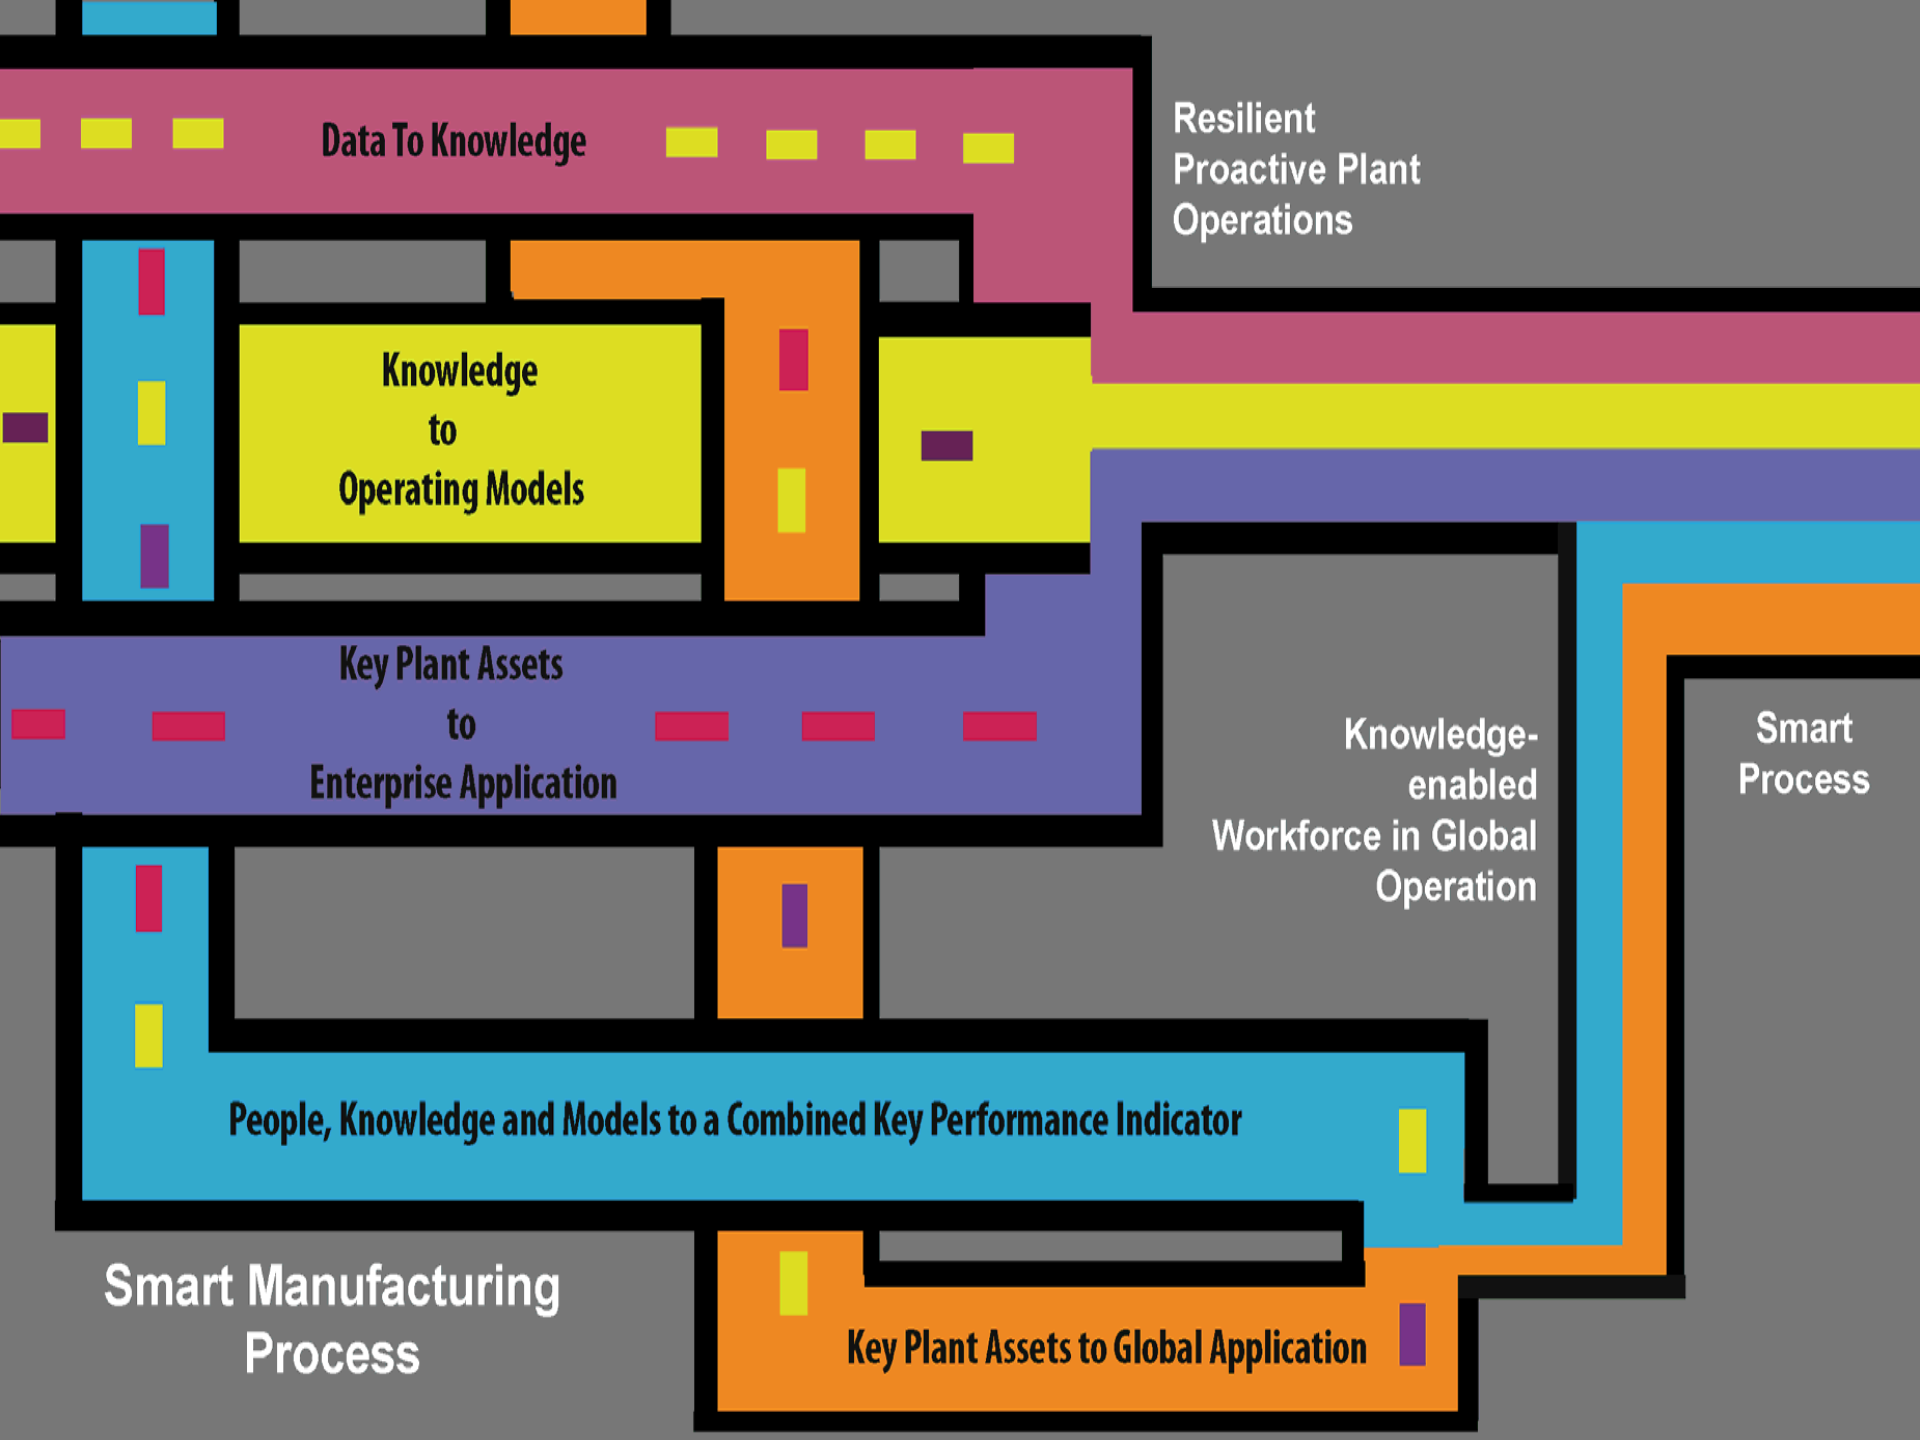 Data To Knowledge
Resilient
Proactive Plant
Operations
Knowledge
to
Operating Models
Key Plant Assets
to
Enterprise Application
Knowledge-
enabled
Workforce in Global
Operation
Smart
Process
People, Knowledge and Models to a Combined Key Performance Indicator
Smart Manufacturing
Process
Key Plant Assets to Global Application